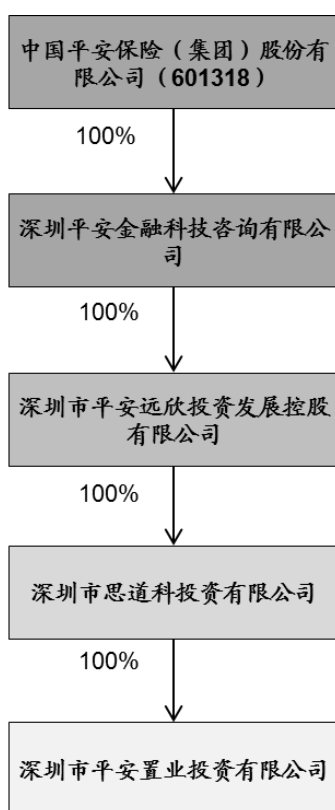 中国平安保险（集团）股份有
限公司（601318）
100%
深圳平安金融科技咨询有限公
司
100%
深圳市平安远欣投资发展控股
有限公司
100%
深圳市思道科投资有限公司
100%
深圳市平安置业投资有限公司